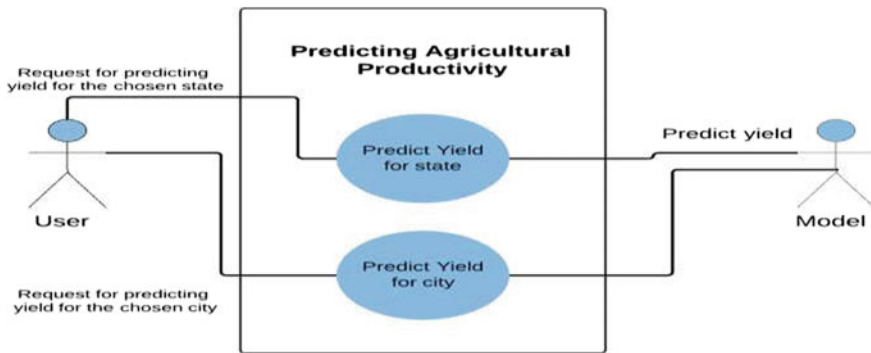 Predicting Agricultural
Productivity
Request for predicting
yield for the chosen state
Predict Yield
for state
Predict yield
User
Model
Predict Yield
for city
Request for predicting
yield for the chosen city